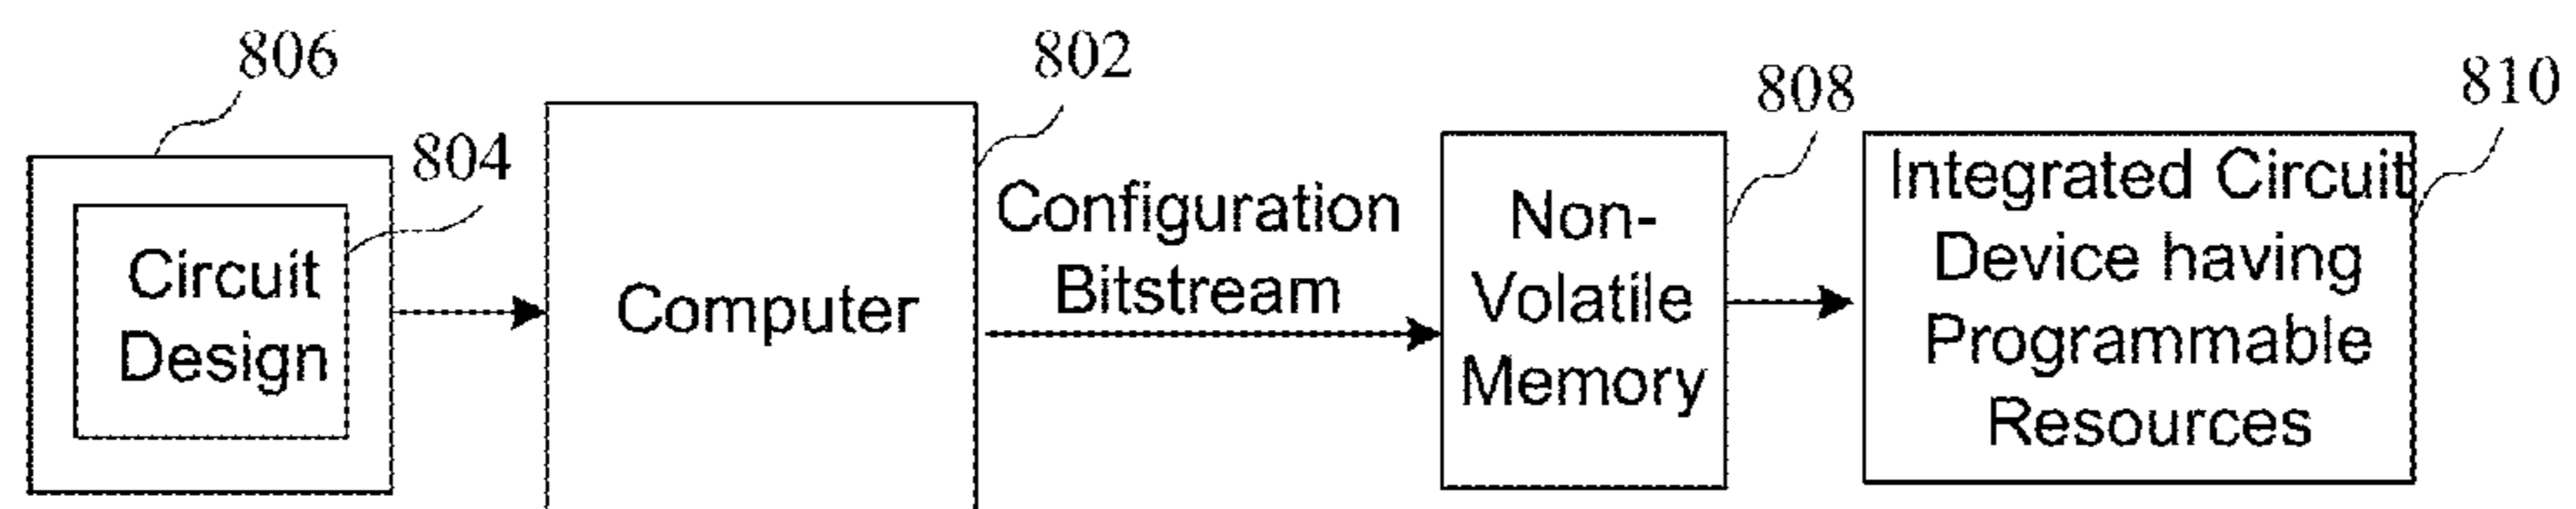 806
804
Circuit
Design
802
Computer
Configuration
Bitstream
808
Non-
Volatile
Memory
810
Integrated Circuit
Device having
Programmable
Resources